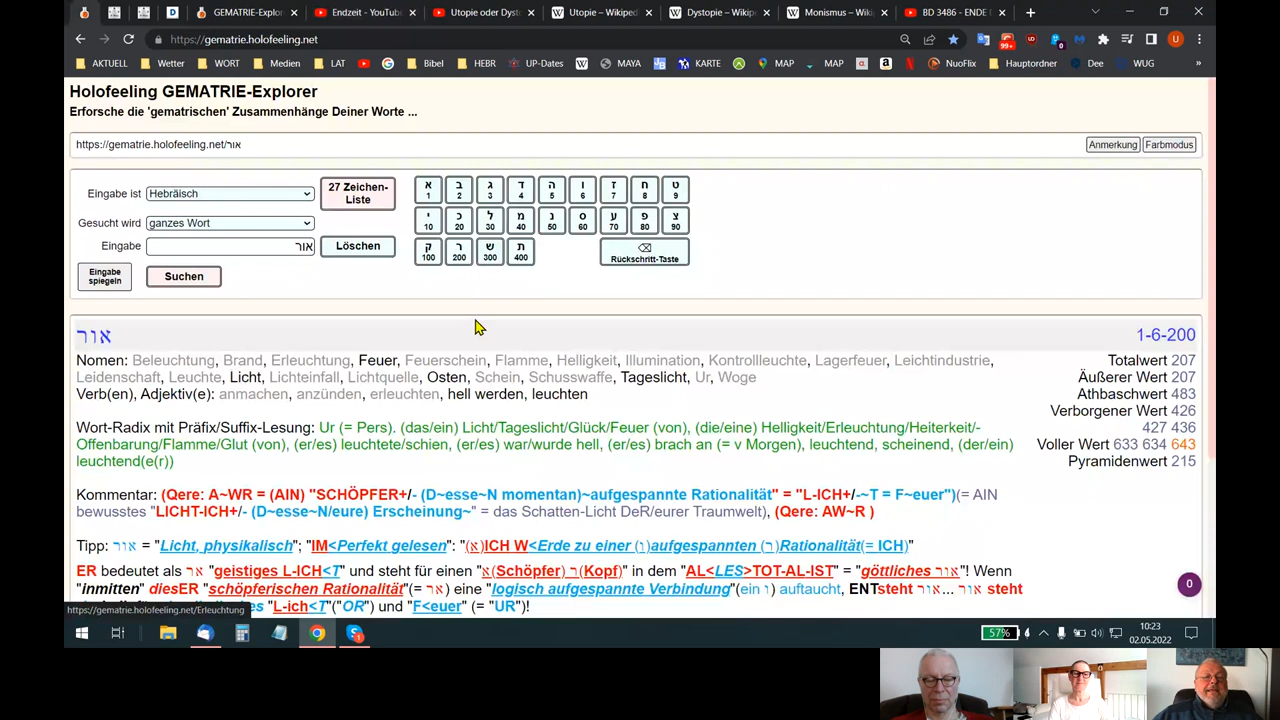 GEMATRIE-Explor
Endzeit - YouTube
Utopie oder Dyst
Utopie – Wikiped
Dystopie – Wikip
Monismus – Wiki
BD 3486 - ENDE E
https://gematrie.holofeeling.net
AKTUELL Wetter WORT Medien LAT Bibel HEBR UP-Dates MAYA KARTE MAP MAP NuoFlix Hauptordner Dee WUG »
Holofeeling GEMATRIE-Explorer
Erforsche die 'gematrischen' Zusammenhänge Deiner Worte ...
https://gematrie.holofeeling.net/אור
Anmerkung Farbmodus
Eingabe ist Hebräisch
27 Zeichen-Liste
Gesucht wird ganzes Wort
Eingabe אור
Löschen
Eingabe spiegeln
Suchen
א ב ג ד ה ו ז ח ט
1 2 3 4 5 6 7 8 9
י כ ל מ נ ס ע פ צ
10 20 30 40 50 60 70 80 90
ק ר ש ת
100 200 300 400
⌫
Rückschritt-Taste
אור 1-6-200
Nomen: Beleuchtung, Brand, Erleuchtung, Feuer, Feuerschein, Flamme, Helligkeit, Illumination, Kontrollleuchte, Lagerfeuer, Leichtindustrie,
Leidenschaft, Leuchte, Licht, Lichteinfall, Lichtquelle, Osten, Schein, Schusswaffe, Tageslicht, Ur, Woge
Verb(en), Adjektiv(e): anmachen, anzünden, erleuchten, hell werden, leuchten
Totalwert 207
Äußerer Wert 207
Athbaschwert 483
Verborgener Wert 426
427 436
Voller Wert 633 634 643
Pyramidenwert 215
Wort-Radix mit Präfix/Suffix-Lesung: Ur (= Pers). (das/ein) Licht/Tageslicht/Glück/Feuer (von), (die/eine) Helligkeit/Erleuchtung/Heiterkeit/-
Offenbarung/Flamme/Glut (von), (er/es) leuchtete/schien, (er/es) war/wurde hell, (er/es) brach an (= v Morgen), leuchtend, scheinend, (der/ein)
leuchtend(e(r))
Kommentar: (Qere: A~WR = (AIN) "SCHÖPFER+/- (D~esse~N momentan)~aufgespannte Rationalität" = "L-ICH+/-~T = F~euer")(= AIN
bewusstes "LICHT-ICH+/- (D~esse~N/eure) Erscheinung~" = das Schatten-Licht DeR/eurer Traumwelt), (Qere: AW~R )
Tipp: אור = "Licht, physikalisch"; "IM<Perfekt gelesen": "(א)ICH W<Erde zu einer (ו)aufgespannten (ר)Rationalität(= ICH)"
ER bedeutet als אר "geistiges L-ICH<T" und steht für einen "א(Schöpfer) ר(Kopf)" in dem "AL<LES>TOT-AL-IST" = "göttliches אור"! Wenn
"inmitten" diesER "schöpferischen Rationalität"(= אר) eine "logisch aufgespannte Verbindung"(ein ו) auftaucht, ENTsteht אור... אור steht
es "L-ich<T"("OR") und "F<euer" (= "UR")!
https://gematrie.holofeeling.net/Erleuchtung
0
57%
10:23
02.05.2022